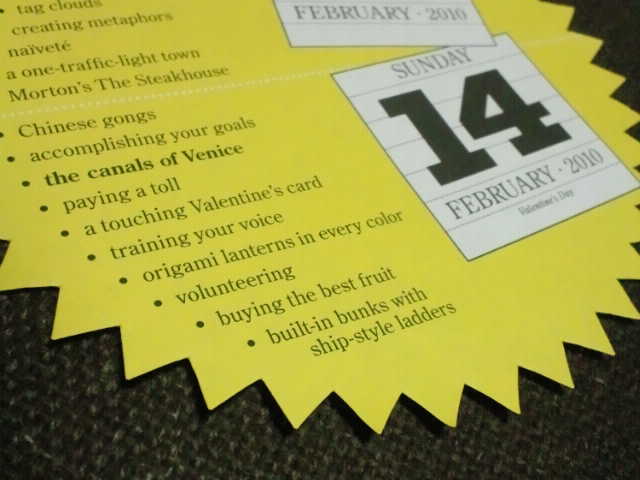 • tag clouds
creating metaphors
naïveté
a one-traffic-light town
Morton's The Steakhouse
FEBRUARY · 2010
SUNDAY
14
FEBRUARY · 2010
Valentine's Day
• Chinese gongs
• accomplishing your goals
• the canals of Venice
• paying a toll
• a touching Valentine's card
• training your voice
• origami lanterns in every color
• volunteering
• buying the best fruit
• built-in bunks with
ship-style ladders